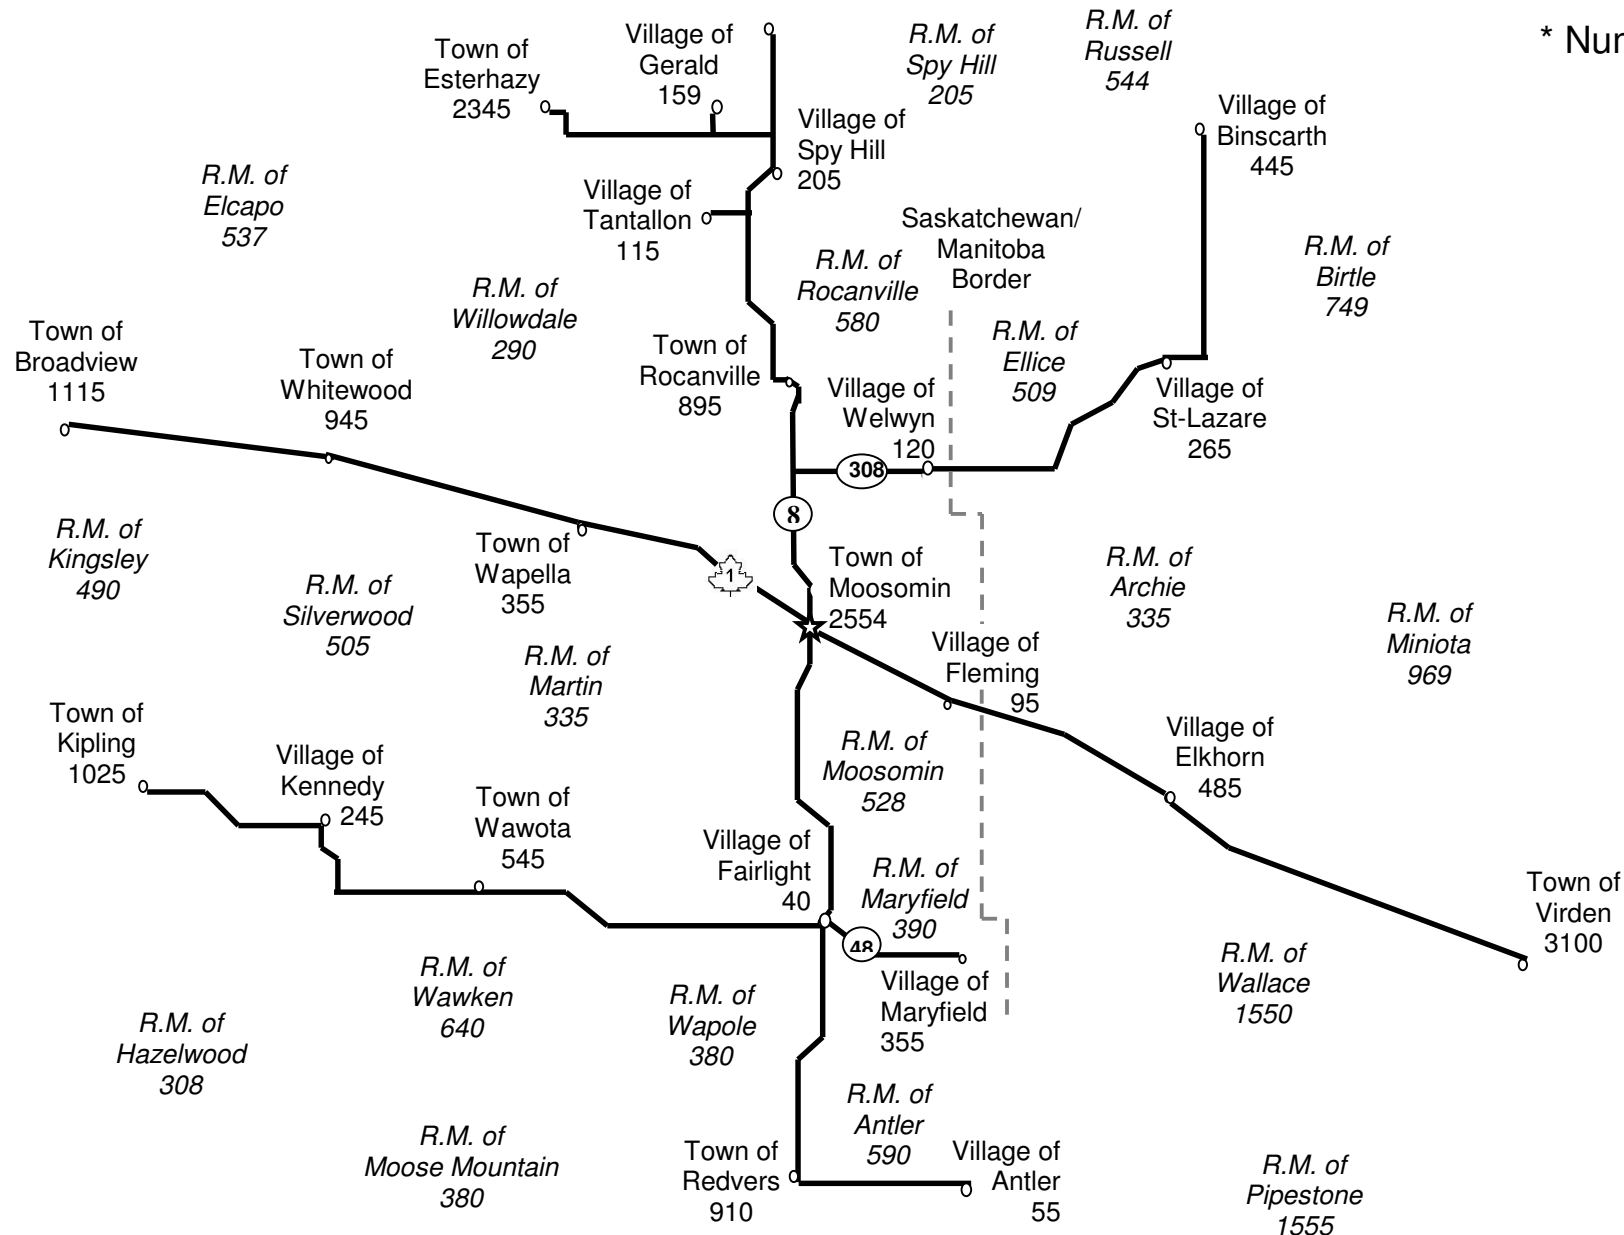 * Nur
Town of
Esterhazy
2345
Village of
Gerald
159
R.M. of
Spy Hill
205
R.M. of
Russell
544
Village of
Binscarth
445
Village of
Spy Hill
205
R.M. of
Elcapo
537
Village of
Tantallon
115
Saskatchewan/
Manitoba
Border
R.M. of
Rocanville
580
R.M. of
Birtle
749
R.M. of
Willowdale
290
Town of
Broadview
1115
Town of
Whitewood
945
Town of
Rocanville
895
Village of
Welwyn
120
R.M. of
Ellice
509
Village of
St-Lazare
265
308
8
R.M. of
Kingsley
490
R.M. of
Silverwood
505
Town of
Wapella
355
1
Town of
Moosomin
2554
R.M. of
Archie
335
R.M. of
Miniota
969
R.M. of
Martin
335
Village of
Fleming
95
Town of
Kipling
1025
Village of
Kennedy
245
Town of
Wawota
545
R.M. of
Moosomin
528
Village of
Elkhorn
485
Village of
Fairlight
40
R.M. of
Maryfield
390
48
Town of
Virden
3100
R.M. of
Wawken
640
R.M. of
Wapole
380
Village of
Maryfield
355
R.M. of
Wallace
1550
R.M. of
Hazelwood
308
R.M. of
Moose Mountain
380
Town of
Redvers
910
R.M. of
Antler
590
Village of
Antler
55
R.M. of
Pipestone
1555